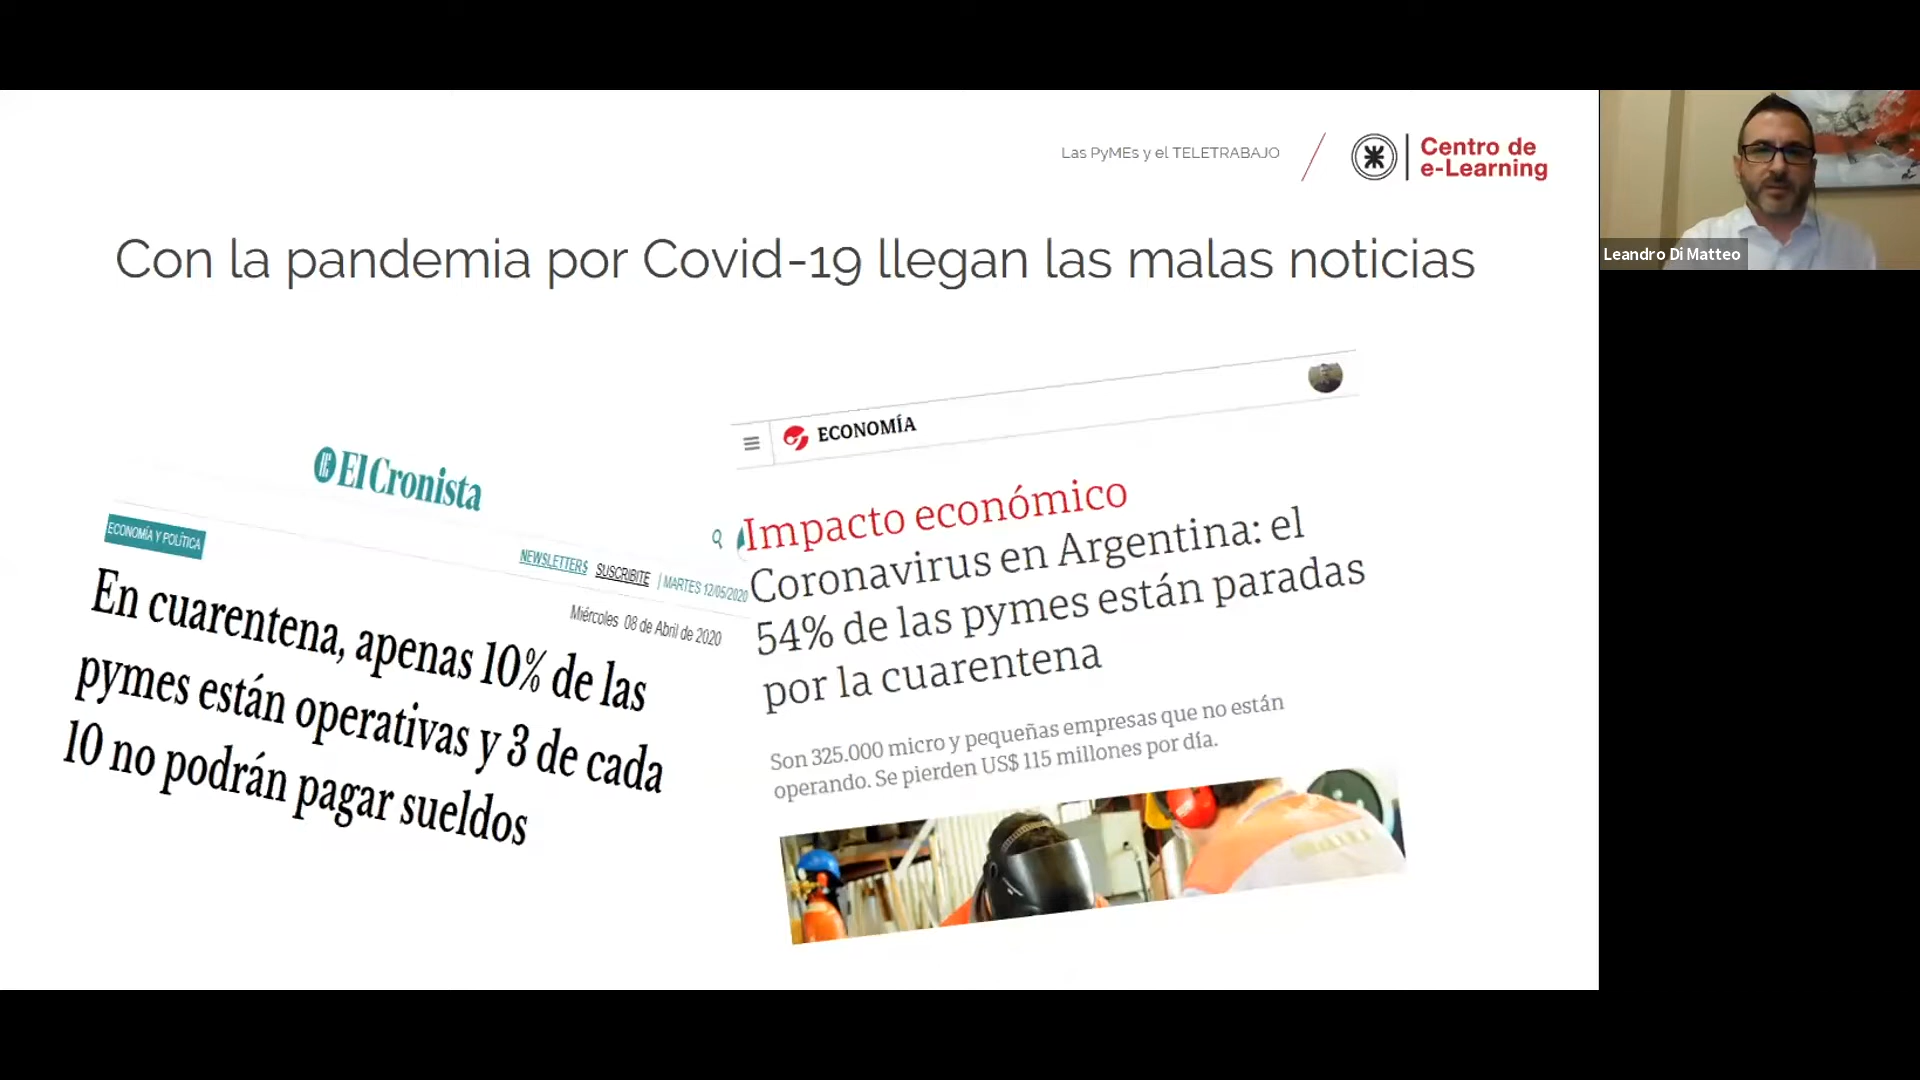 Las PyMEs y el TELETRABAJO
Centro de
e-Learning
Leandro Di Matteo
Con la pandemia por Covid-19 llegan las malas noticias
El Cronista
ECONOMÍA Y POLÍTICA
NEWSLETTERS SUSCRIBITE | MARTES 12/05/2020
Miércoles 08 de Abril de 2020
En cuarentena, apenas 10% de las
pymes están operativas y 3 de cada
10 no podrán pagar sueldos
ECONOMÍA
Impacto económico
Coronavirus en Argentina: el
54% de las pymes están paradas
por la cuarentena
Son 325.000 micro y pequeñas empresas que no están
operando. Se pierden US$ 115 millones por día.